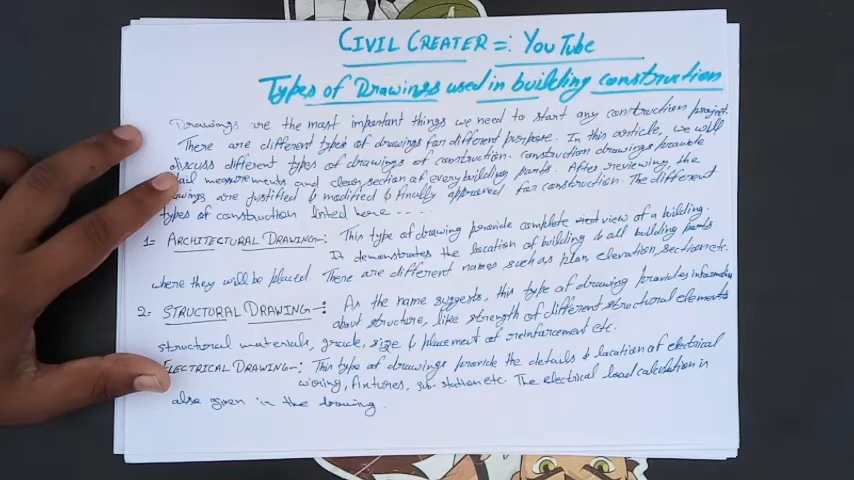 CIVIL CREATER =: YouTube
Types of Drawings used in building construction
Drawings are the most important things we need to start any construction project.
There are different types of drawings for different purpose. In this article, we will
discuss different types of drawings of construction. construction drawings provide
measurements and clear section of every building parts. After reviewing the
are justified & modified & finally approved for construction. The different
types of construction listed here ----
1= ARCHITECTURAL DRAWING-: This type of drawing provide complete view of a building.
It demonstrates the location of building & all building parts
where they will be placed. There are different names such as plan, elevation, section etc.
2= STRUCTURAL DRAWING-: As the name suggests, this type of drawing provides
about structure, like strength of different structural elements
structural materials, grade, size & placement of reinforcement etc.
ELECTRICAL DRAWING-: This type of drawings provide the details & location of electrical
wiring, fixtures, sub-station etc. The electrical load calculation is
also given in the drawing.